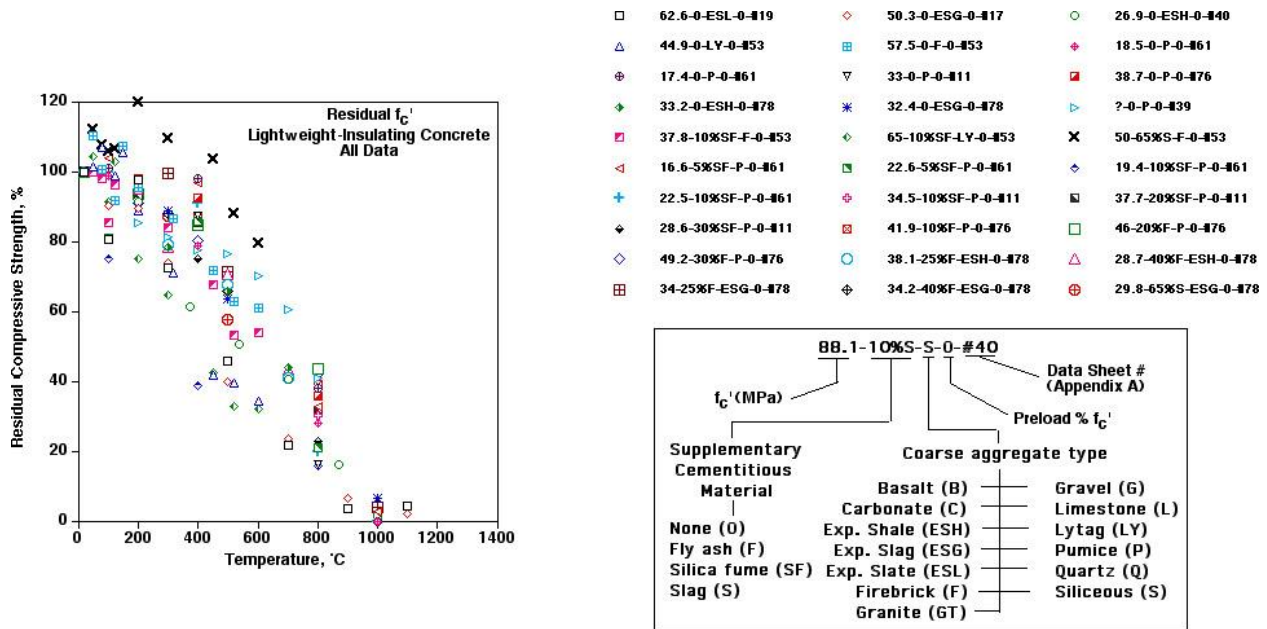 Residual fc'
Lightweight-Insulating Concrete
All Data
Residual Compressive Strength, %
120
100
80
60
40
20
0
0 200 400 600 800 1000 1200 1400
Temperature, °C
62.6-0-ESL-0-#19 50.3-0-ESG-0-#17 26.9-0-ESH-0-#40
44.9-0-LY-0-#53 57.5-0-F-0-#53 18.5-0-P-0-#61
17.4-0-P-0-#61 33-0-P-0-#11 38.7-0-P-0-#76
33.2-0-ESH-0-#78 32.4-0-ESG-0-#78 ?-0-P-0-#39
37.8-10%SF-F-0-#53 65-10%SF-LY-0-#53 50-65%S-F-0-#53
16.6-5%SF-P-0-#61 22.6-5%SF-P-0-#61 19.4-10%SF-P-0-#61
22.5-10%SF-P-0-#61 34.5-10%SF-P-0-#11 37.7-20%SF-P-0-#11
28.6-30%SF-P-0-#11 41.9-10%F-P-0-#76 46-20%F-P-0-#76
49.2-30%F-P-0-#76 38.1-25%F-ESH-0-#78 28.7-40%F-ESH-0-#78
34-25%F-ESG-0-#78 34.2-40%F-ESG-0-#78 29.8-65%S-ESG-0-#78
88.1-10%S-S-0-#40
Data Sheet #
(Appendix A)
fc'(MPa)
Preload % fc'
Supplementary
Cementitious
Material
None (0)
Fly ash (F)
Silica fume (SF)
Slag (S)
Coarse aggregate type
Basalt (B) Gravel (G)
Carbonate (C) Limestone (L)
Exp. Shale (ESH) Lytag (LY)
Exp. Slag (ESG) Pumice (P)
Exp. Slate (ESL) Quartz (Q)
Firebrick (F) Siliceous (S)
Granite (GT)